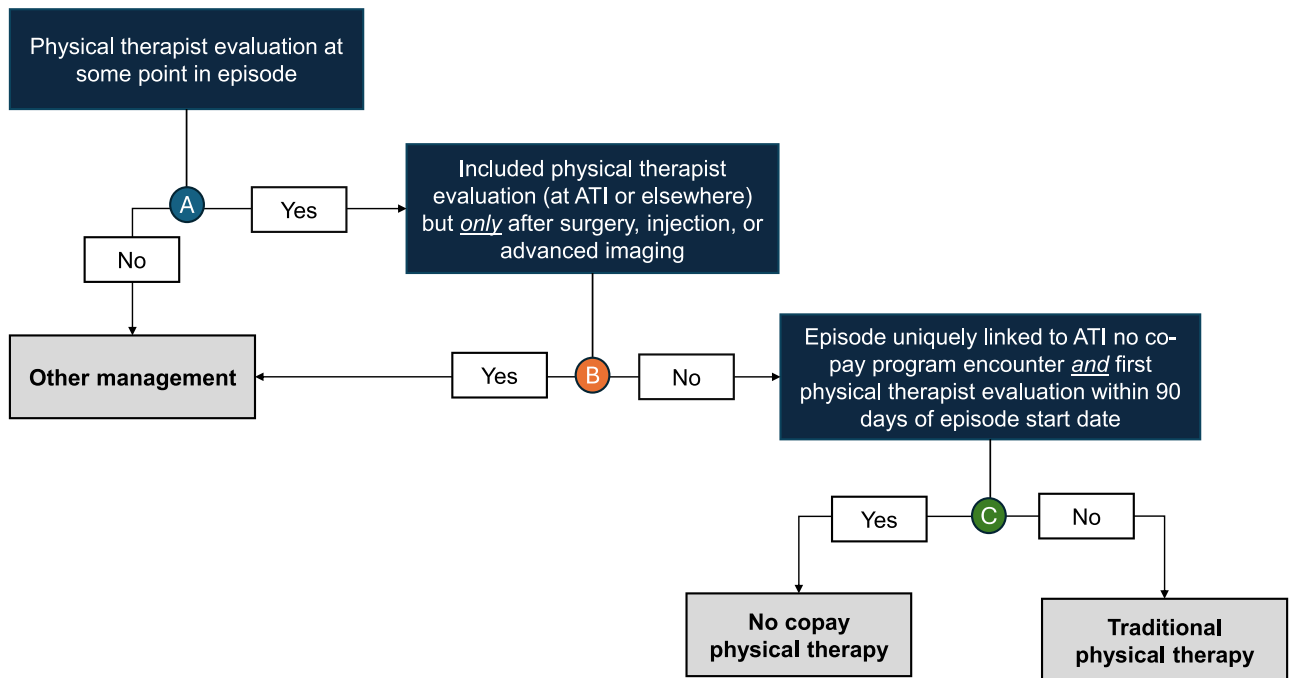 Physical therapist evaluation at
some point in episode
A
Yes
No
Included physical therapist
evaluation (at ATI or elsewhere)
but only after surgery, injection, or
advanced imaging
Other management
Yes
B
No
Episode uniquely linked to ATI no co-
pay program encounter and first
physical therapist evaluation within 90
days of episode start date
Yes
C
No
No copay
physical therapy
Traditional
physical therapy